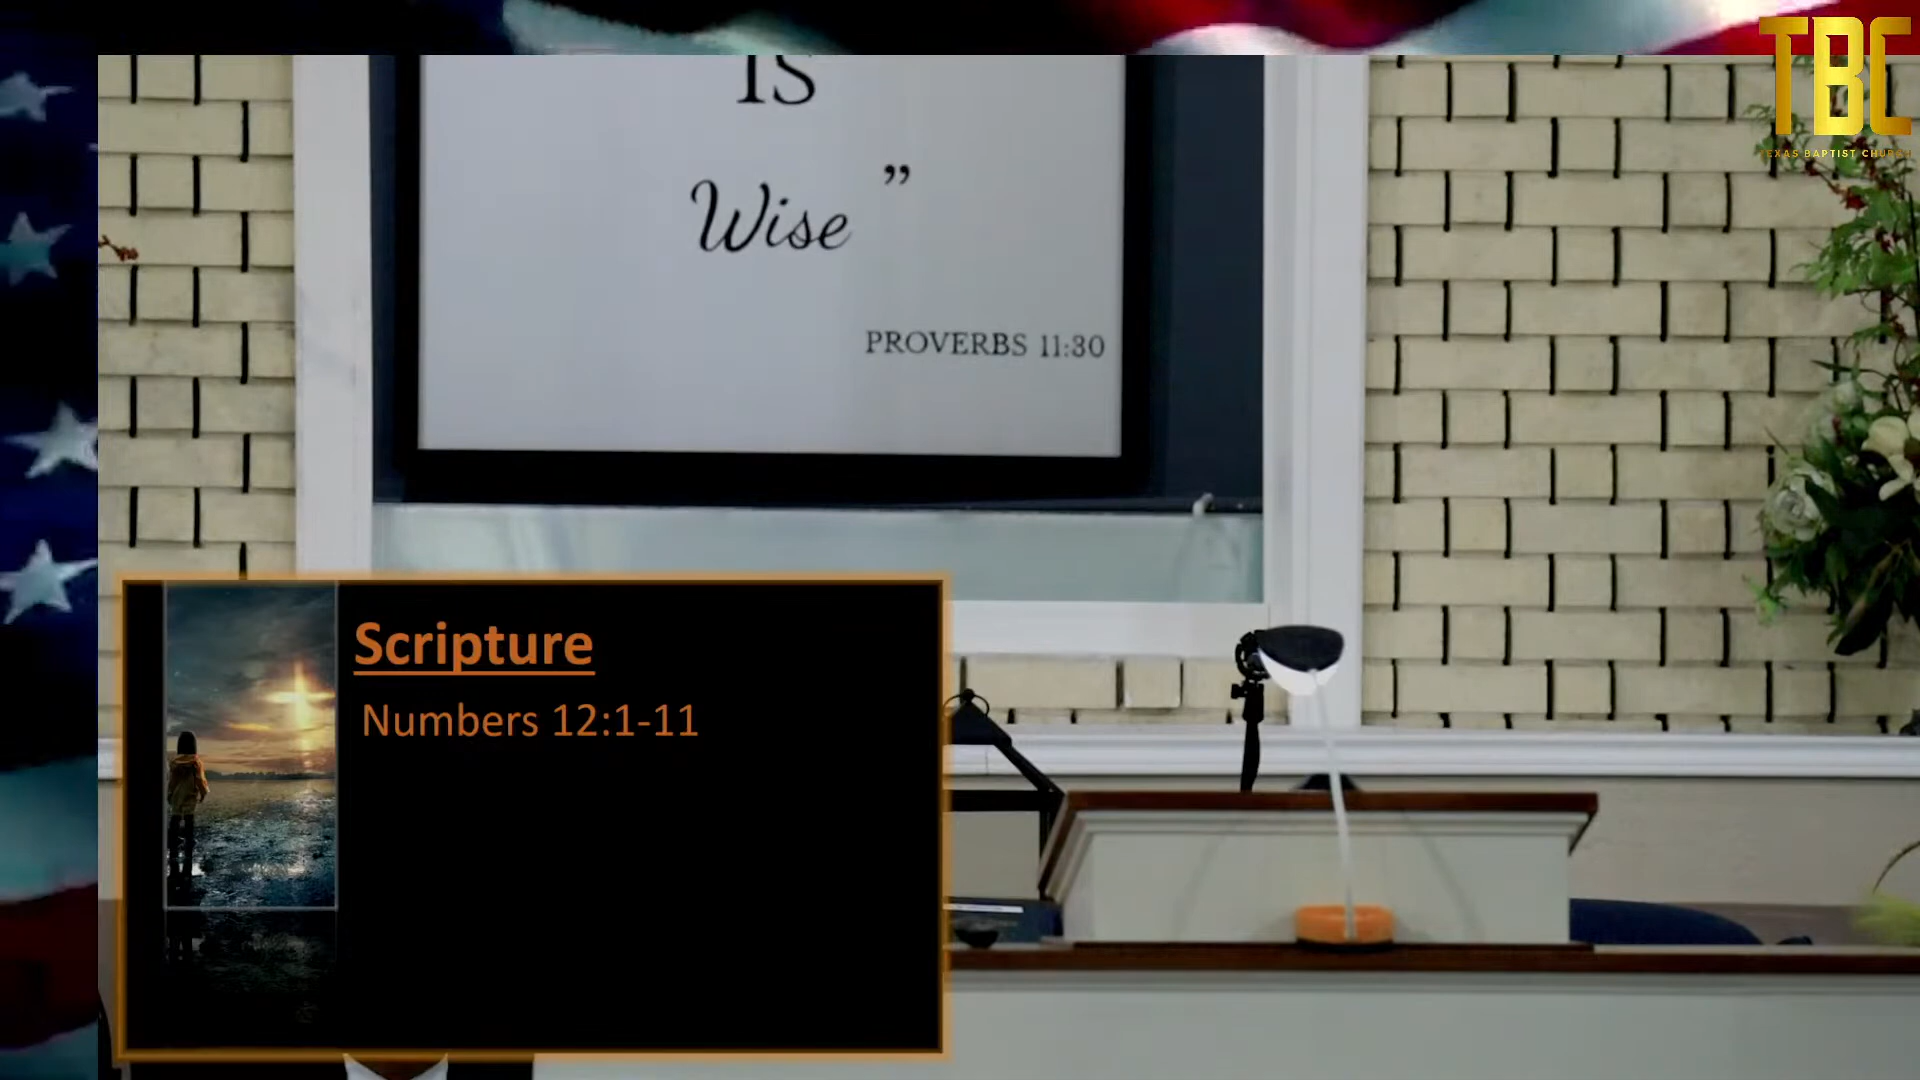 TBC
TEXAS BAPTIST CHURCH
IS
Wise ”
PROVERBS 11:30
Scripture
Numbers 12:1-11